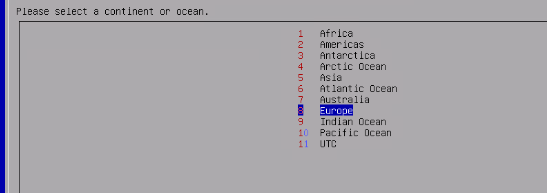 Please select a continent or ocean.
1 Africa
2 Americas
3 Antarctica
4 Arctic Ocean
5 Asia
6 Atlantic Ocean
7 Australia
8 Europe
9 Indian Ocean
10 Pacific Ocean
11 UTC